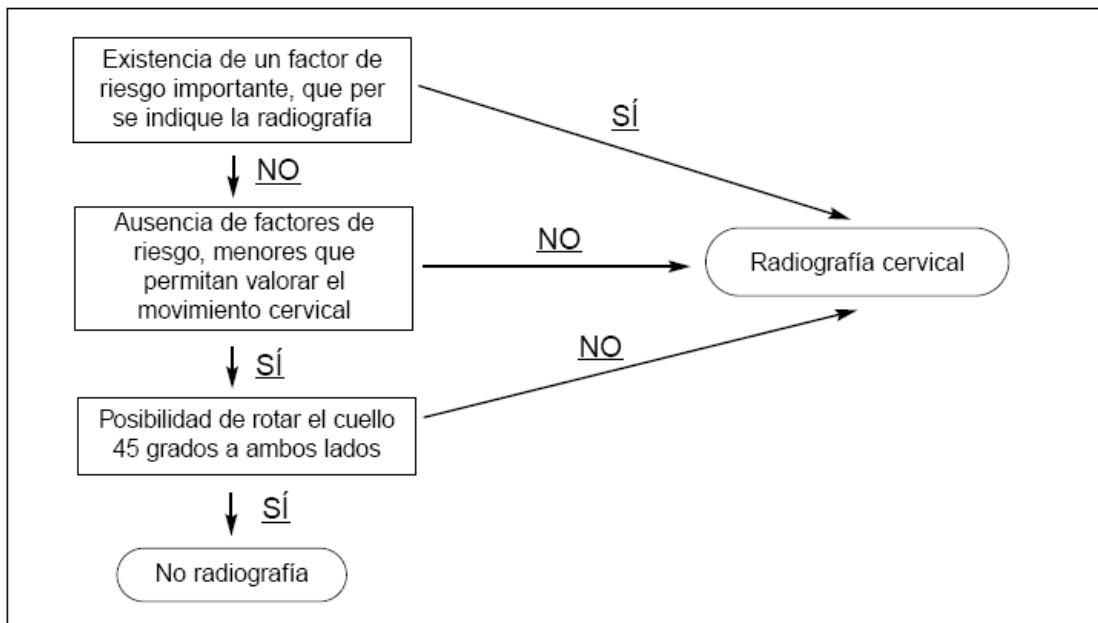 Existencia de un factor de
riesgo importante, que per
se indique la radiografía
SÍ
NO
Ausencia de factores de
riesgo, menores que
permitan valorar el
movimiento cervical
NO
Radiografía cervical
SÍ
NO
Posibilidad de rotar el cuello
45 grados a ambos lados
SÍ
No radiografía